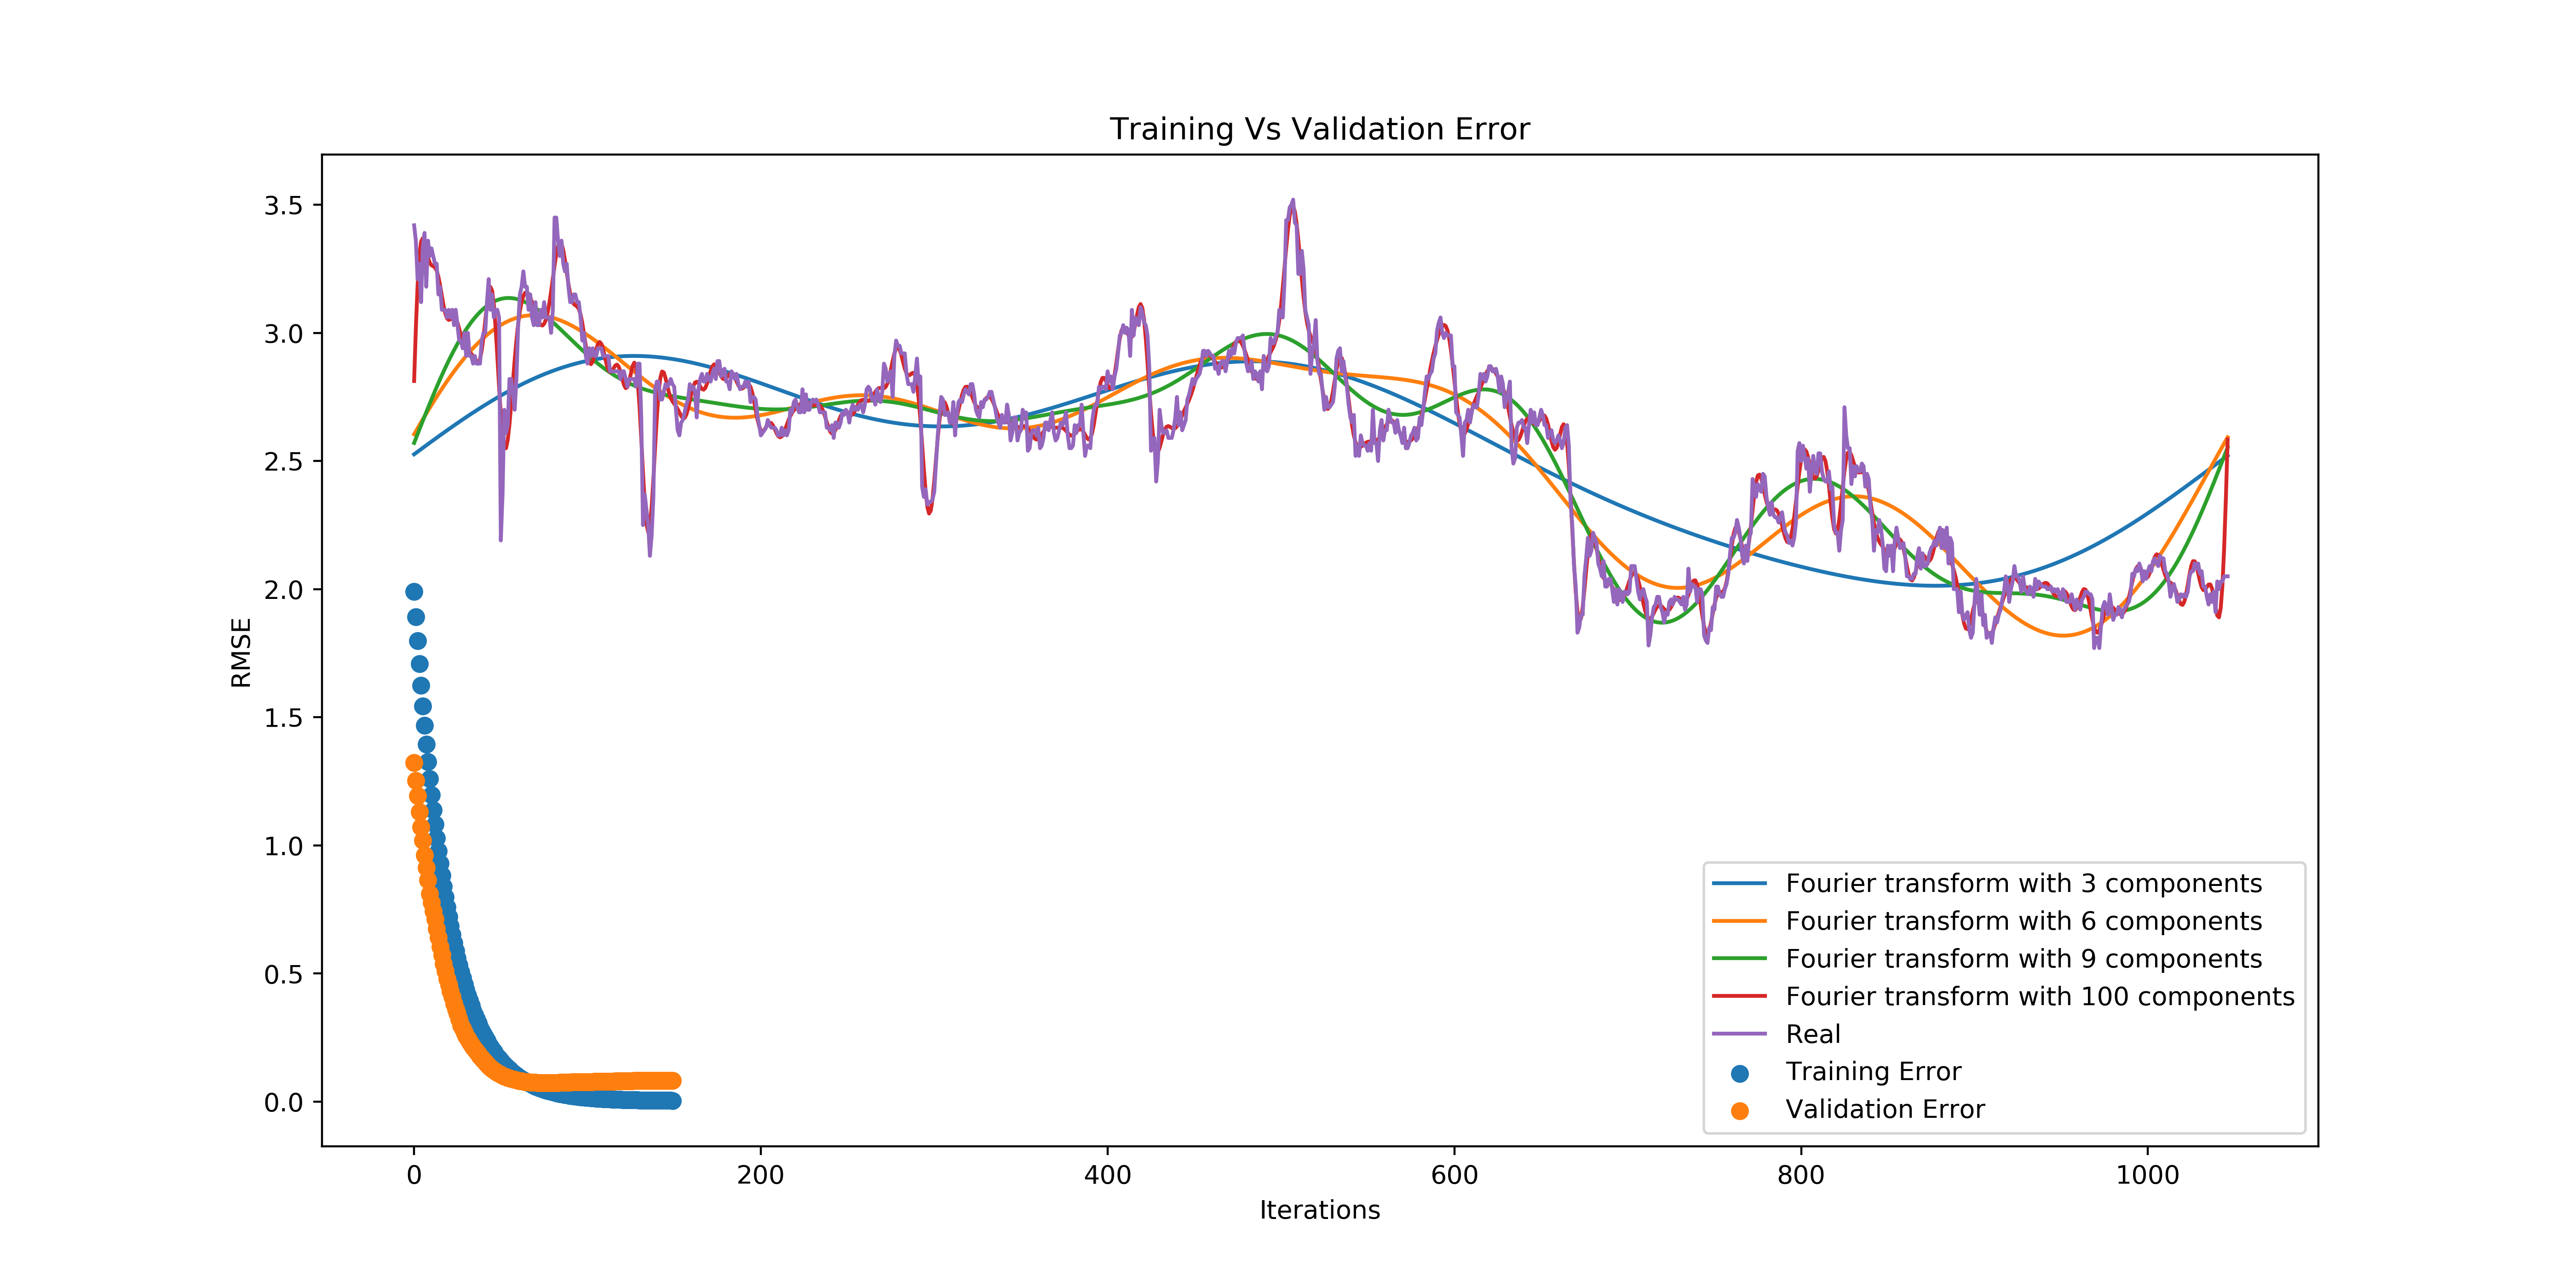 Training Vs Validation Error
3.5
3.0
2.5
2.0
1.5
1.0
0.5
0.0
RMSE
0 200 400 600 800 1000
Iterations
Fourier transform with 3 components
Fourier transform with 6 components
Fourier transform with 9 components
Fourier transform with 100 components
Real
Training Error
Validation Error